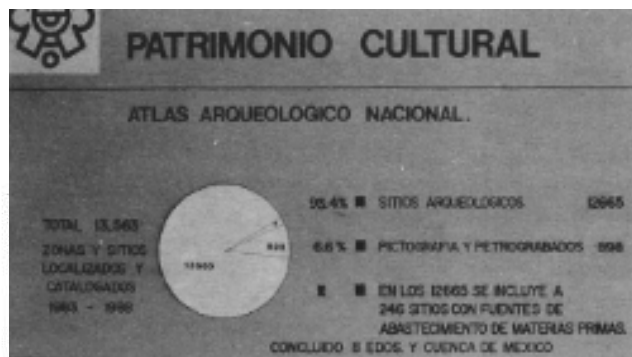 PATRIMONIO CULTURAL
ATLAS ARQUEOLOGICO NACIONAL.
93.4% SITIOS ARQUEOLOGICOS 12665
6.6% PICTOGRAFIA Y PETROGRABADOS 898
EN LOS 12665 SE INCLUYE A
246 SITIOS CON FUENTES DE
ABASTECIMIENTO DE MATERIAS PRIMAS.
CONCLUIDO 8 EDOS. Y CUENCA DE MEXICO
TOTAL, 13,563
ZONAS Y SITIOS
LOCALIZADOS Y
CATALOGADOS
898
12665